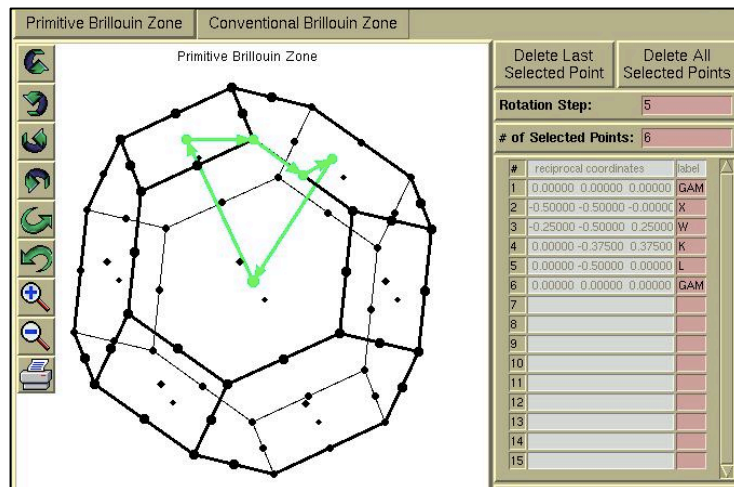 Primitive Brillouin Zone
Conventional Brillouin Zone
Primitive Brillouin Zone
Delete Last
Selected Point
Delete All
Selected Points
Rotation Step: 5
# of Selected Points: 6
# reciprocal coordinates label
1 0.00000 0.00000 0.00000 GAM
2 -0.50000 -0.50000 -0.0000 X
3 -0.25000 -0.50000 0.25000 W
4 0.00000 -0.37500 0.37500 K
5 0.00000 -0.50000 0.00000 L
6 0.00000 0.00000 0.00000 GAM
7
8
9
10
11
12
13
14
15